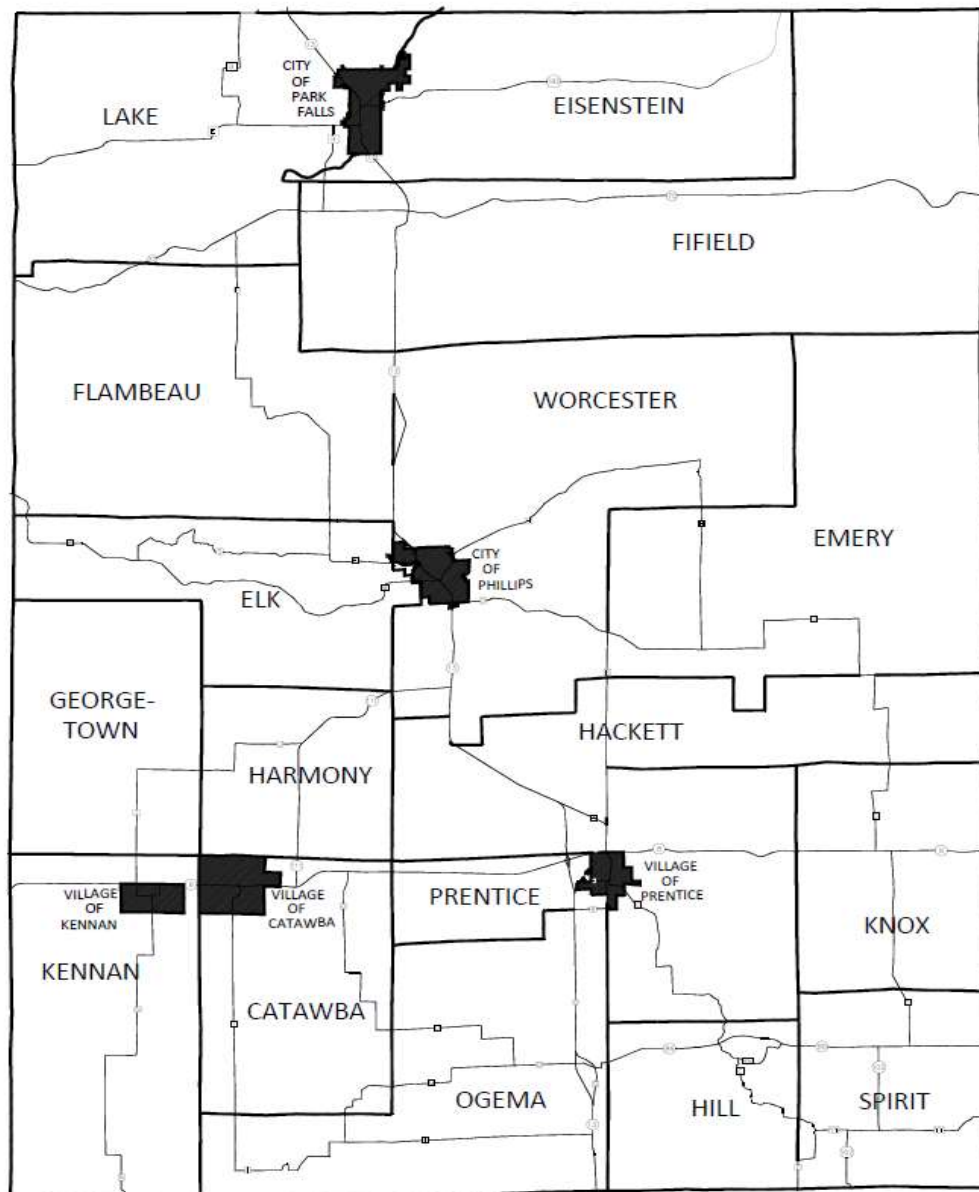 CITY
OF
PARK
FALLS
LAKE
EISENSTEIN
FIFIELD
FLAMBEAU
WORCESTER
EMERY
CITY
OF
PHILLIPS
ELK
GEORGE-
TOWN
HACKETT
HARMONY
VILLAGE
OF
KENNAN
VILLAGE
OF
CATAWBA
PRENTICE
VILLAGE
OF
PRENTICE
KNOX
KENNAN
CATAWBA
OGEMA
HILL
SPIRIT